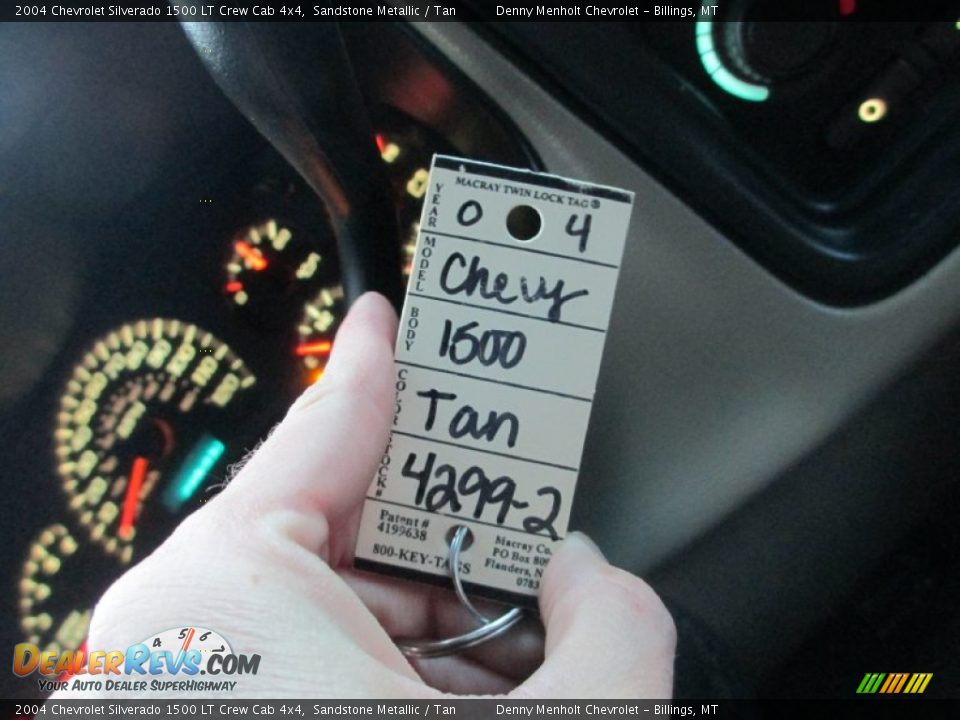 2004 Chevrolet Silverado 1500 LT Crew Cab 4x4, Sandstone Metallic / Tan Denny Menholt Chevrolet - Billings, MT
MACRAY TWIN LOCK TAG®
YEAR 0 4
MODEL Chevy
BODY 1500
COLOR Tan
STOCK# 4299-2
Patent #
4199638
800-KEY-TAGS
Macray Co.
PO Box
Flanders,
4 5 6
DealerRevs.com
Your Auto Dealer SuperHighway
2004 Chevrolet Silverado 1500 LT Crew Cab 4x4, Sandstone Metallic / Tan Denny Menholt Chevrolet - Billings, MT